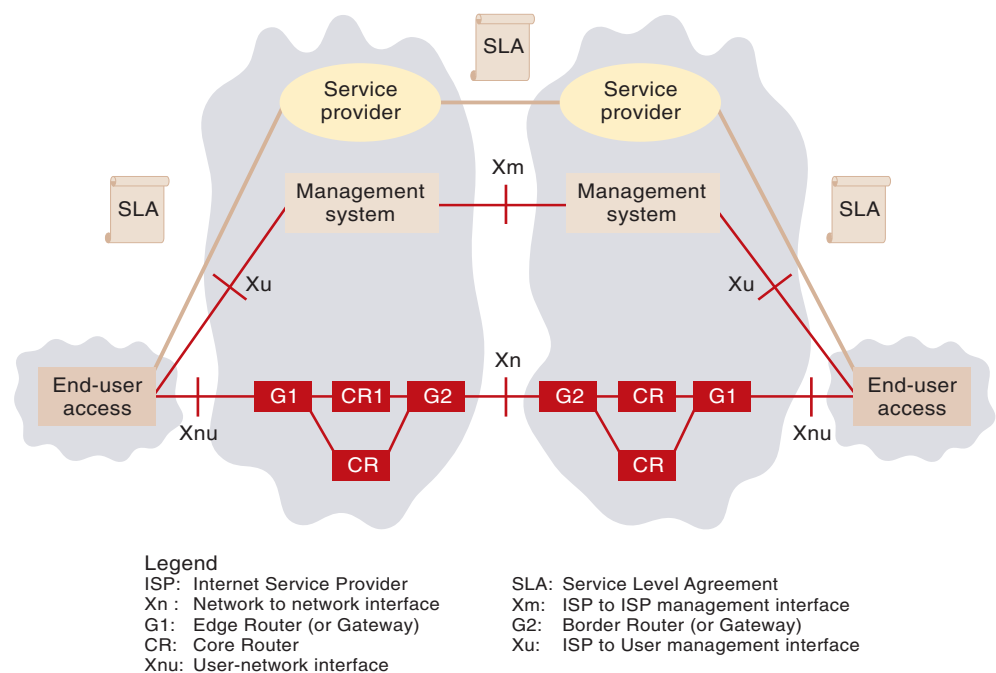 SLA
Service
provider
Service
provider
Xm
SLA
Management
system
Management
system
SLA
Xu
Xu
End-user
access
Xnu
G1
CR1
G2
CR
Xn
G2
CR
G1
CR
Xnu
End-user
access
Legend
ISP: Internet Service Provider
Xn : Network to network interface
G1: Edge Router (or Gateway)
CR: Core Router
Xnu: User-network interface
SLA: Service Level Agreement
Xm: ISP to ISP management interface
G2: Border Router (or Gateway)
Xu: ISP to User management interface